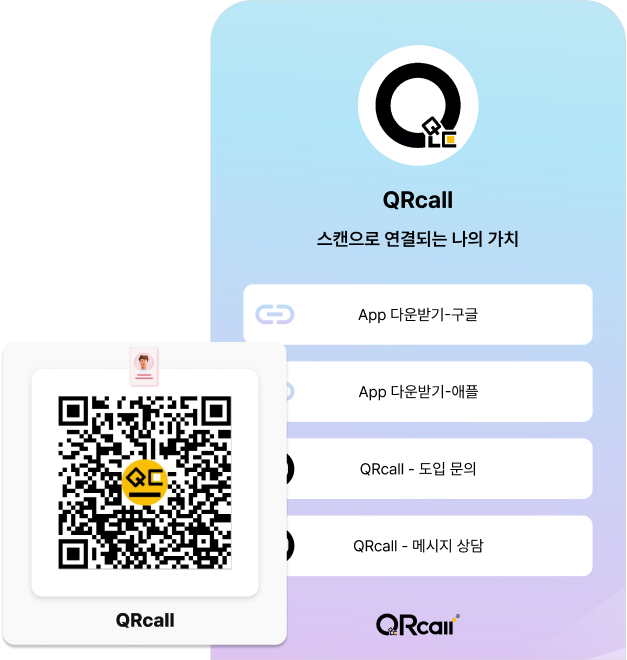 QRcall
스캔으로 연결되는 나의 가치
App 다운받기-구글
App 다운받기-애플
QRcall - 도입 문의
QRcall - 메시지 상담
QRcall
QRcall